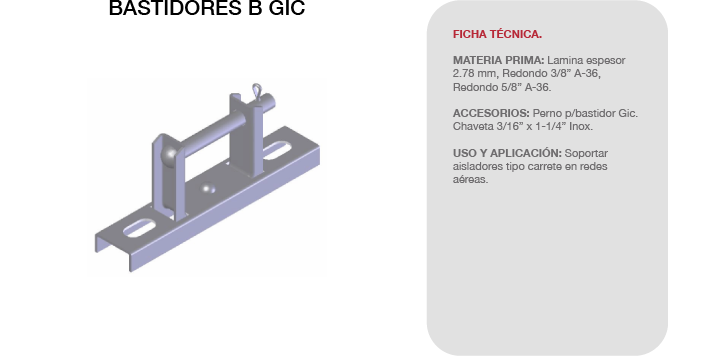 BASTIDORES B GIC
FICHA TÉCNICA.
MATERIA PRIMA: Lamina espesor
2.78 mm, Redondo 3/8” A-36,
Redondo 5/8” A-36.
ACCESORIOS: Perno p/bastidor Gic.
Chaveta 3/16” x 1-1/4” Inox.
USO Y APLICACIÓN: Soportar
aisladores tipo carrete en redes
aéreas.